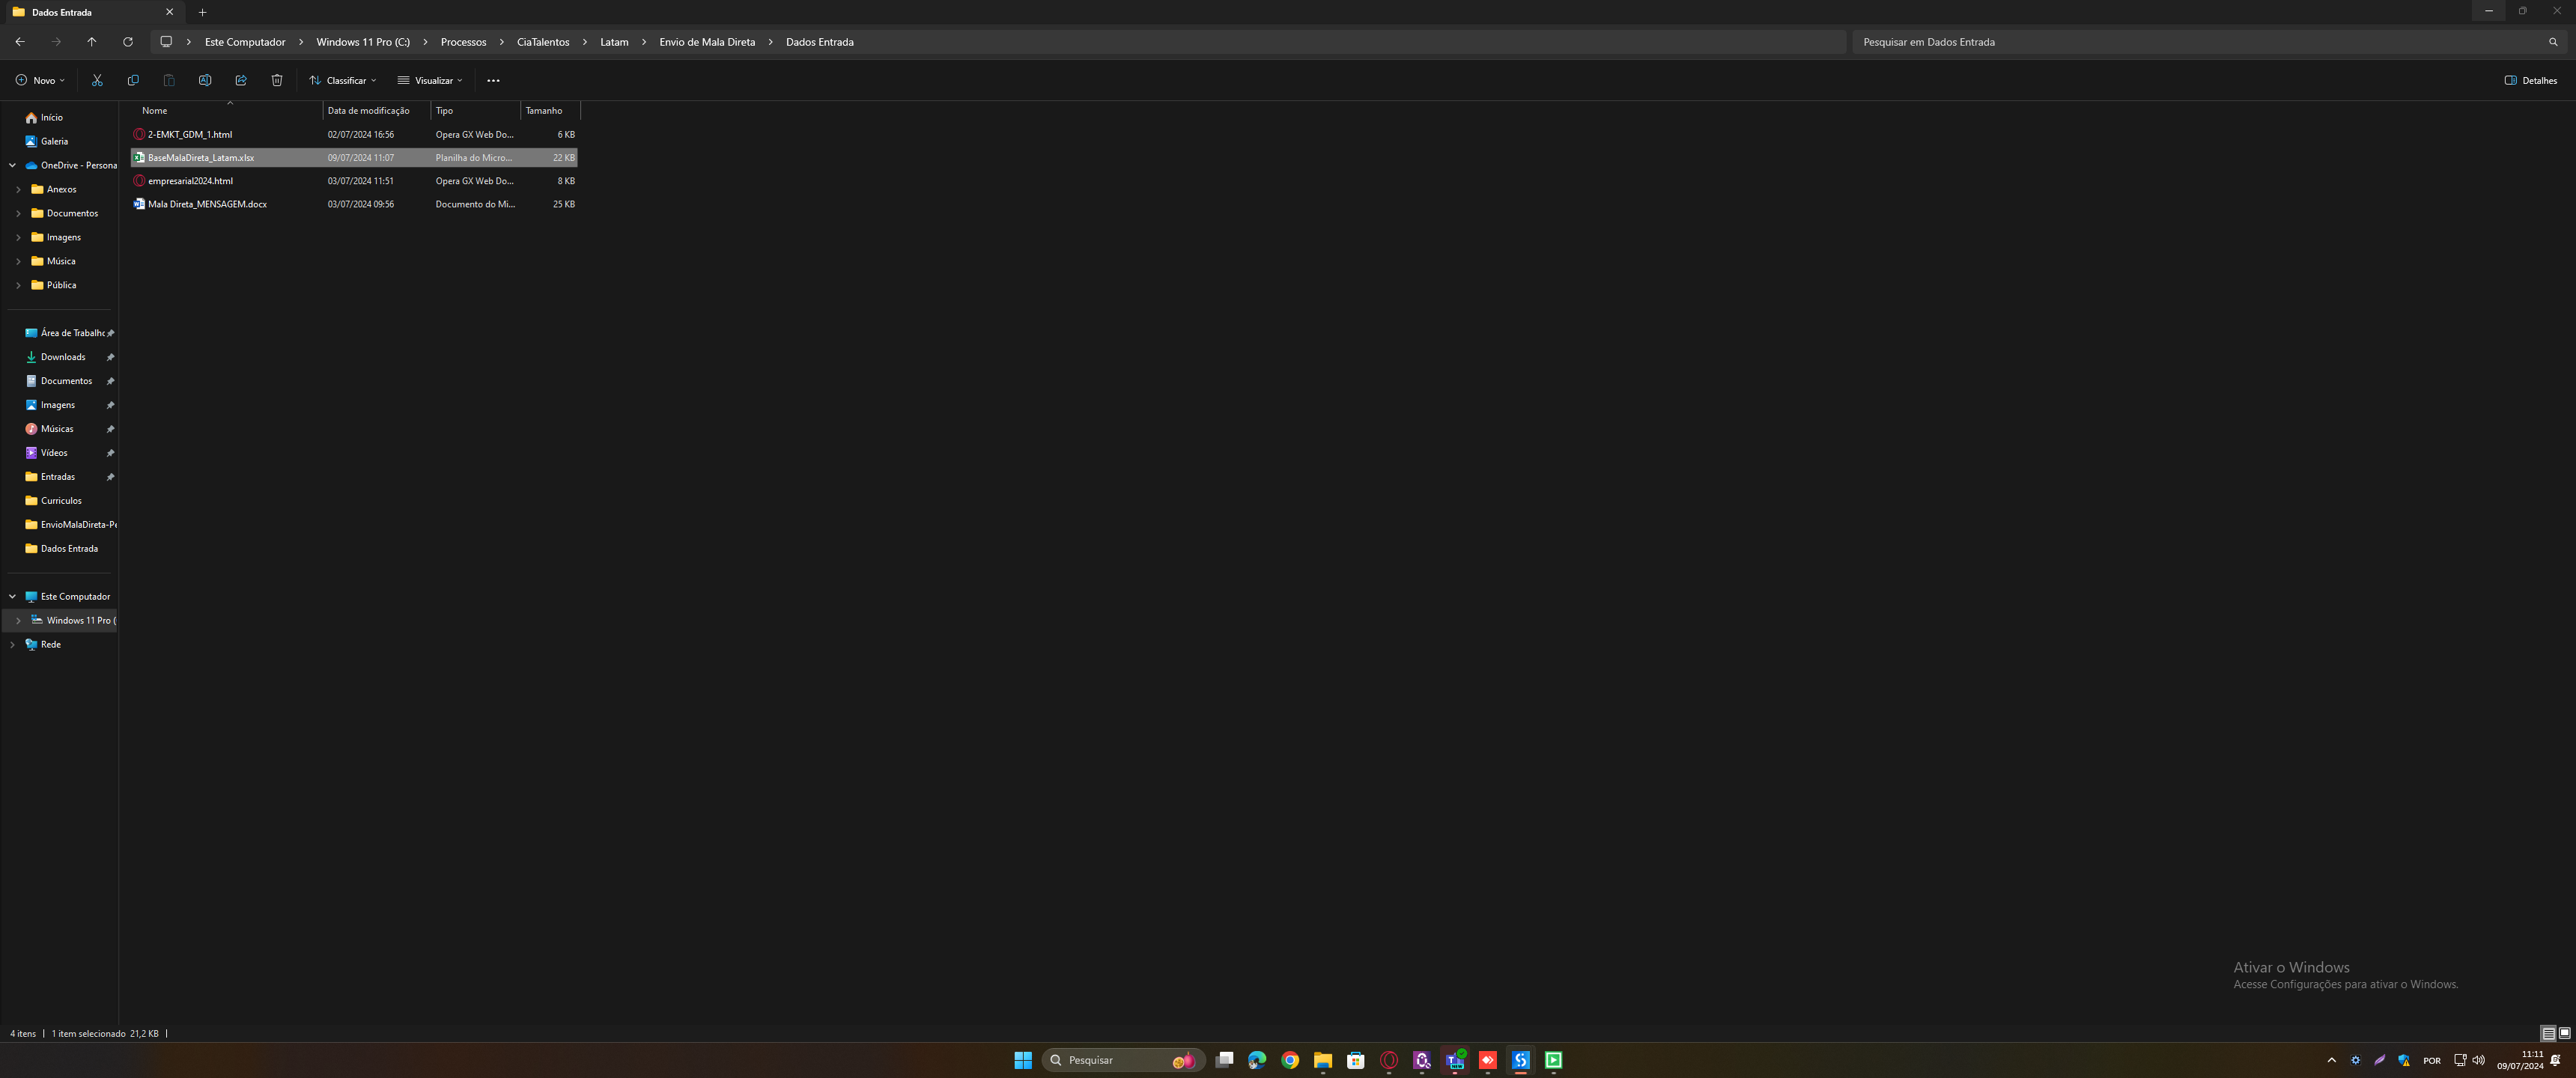 Dados Entrada
Este Computador > Windows 11 Pro (C:) > Processos > CiaTalentos > Latam > Envio de Mala Direta > Dados Entrada
Pesquisar em Dados Entrada
Novo
Classificar
Visualizar
Detalhes
Nome Data de modificação Tipo Tamanho
2-EMKT_GDM_1.html 02/07/2024 16:56 Opera GX Web Do... 6 KB
BaseMalaDireta_Latam.xlsx 09/07/2024 11:07 Planilha do Micro... 22 KB
empresarial2024.html 03/07/2024 11:51 Opera GX Web Do... 8 KB
Mala Direta_MENSAGEM.docx 03/07/2024 09:56 Documento do Mi... 25 KB
Início
Galeria
OneDrive - Persona
Anexos
Documentos
Imagens
Música
Pública
Área de Trabalho
Downloads
Documentos
Imagens
Músicas
Vídeos
Entradas
Curriculos
EnvioMalaDireta-Pe
Dados Entrada
Este Computador
Windows 11 Pro (
Rede
Ativar o Windows
Acesse Configurações para ativar o Windows.
4 itens 1 item selecionado 21,2 KB
Pesquisar
POR
11:11
09/07/2024